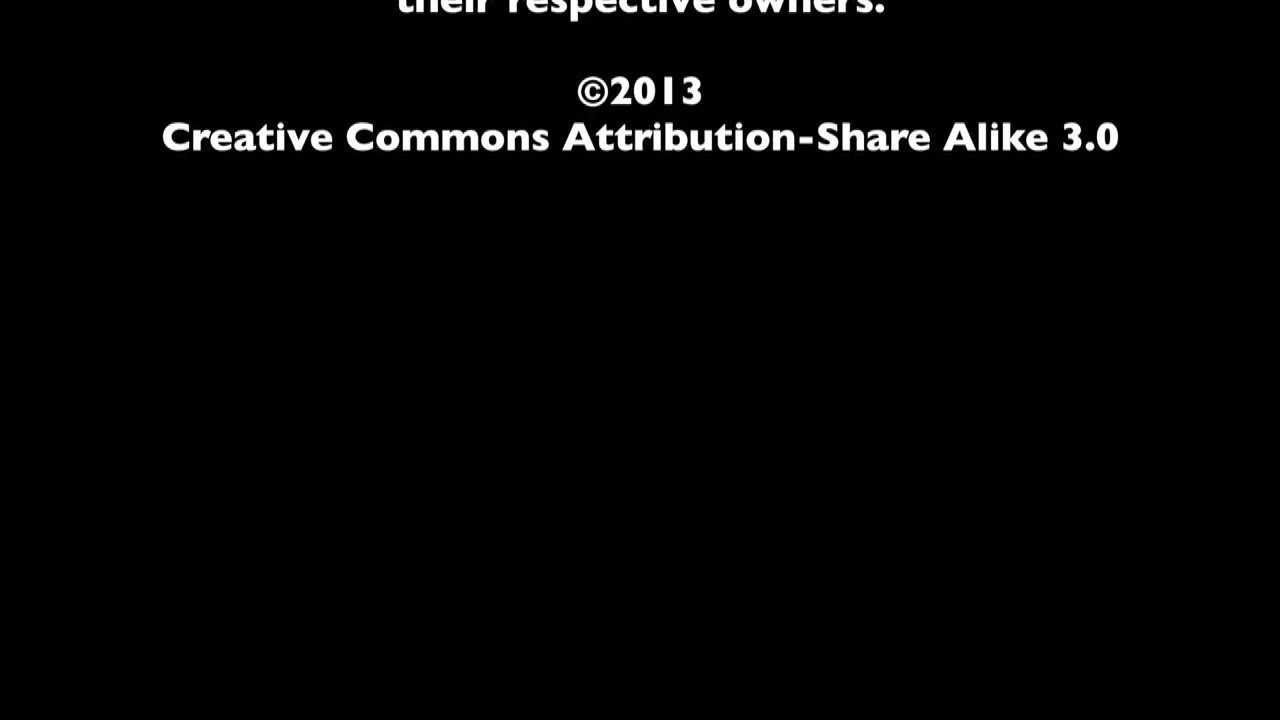 their respective owners.
©2013
Creative Commons Attribution-Share Alike 3.0